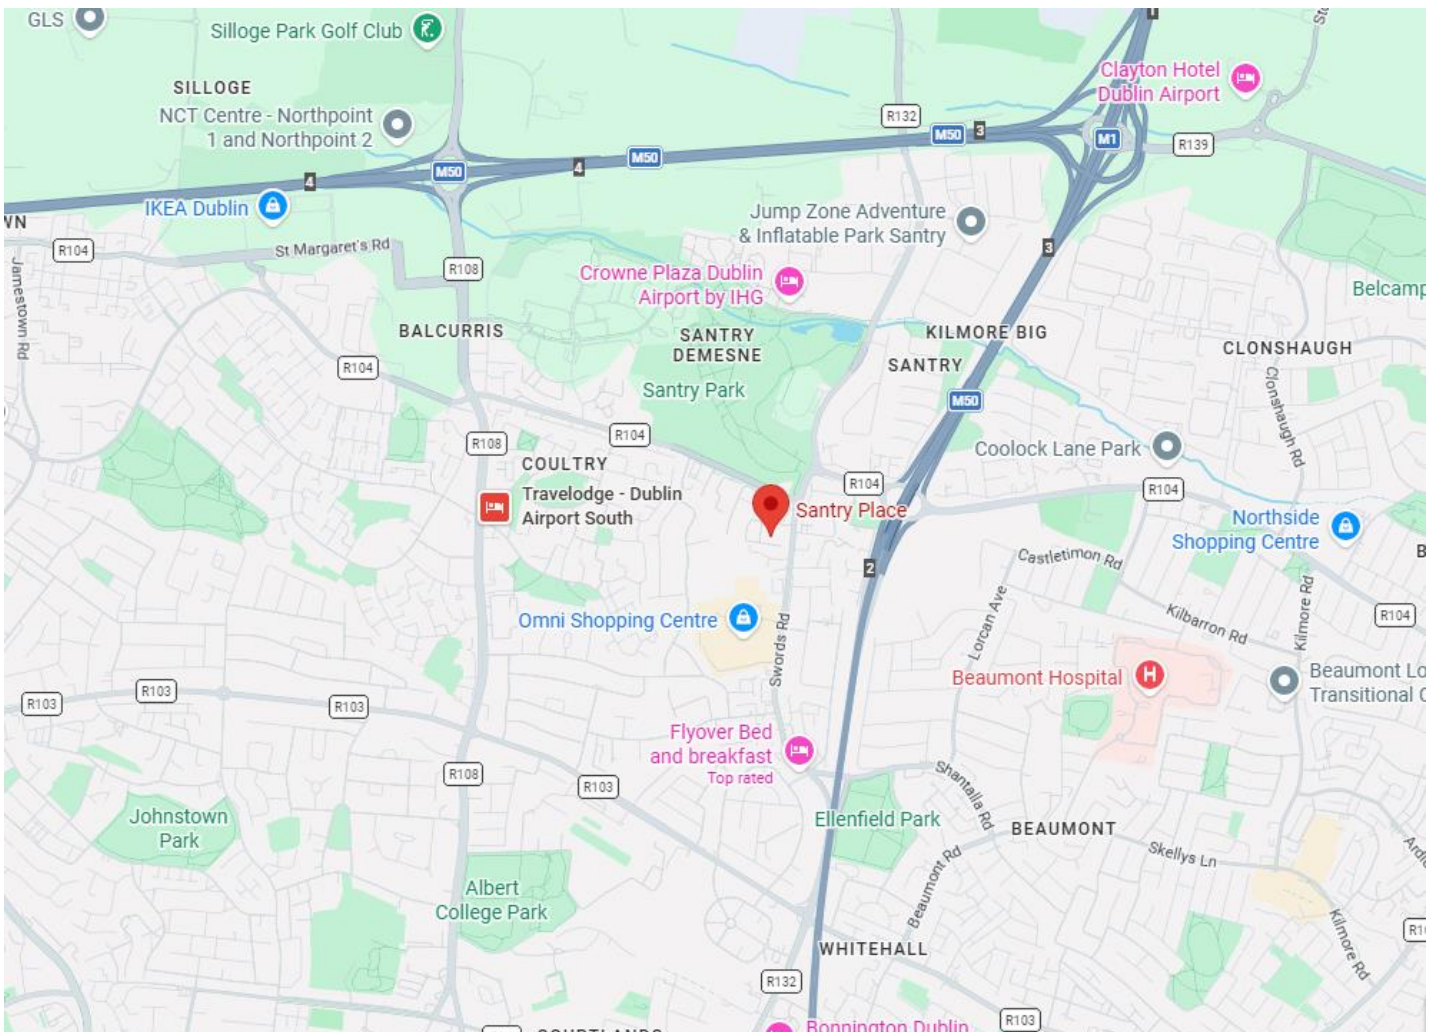 GLS
Silloge Park Golf Club
1
Clayton Hotel
Dublin Airport
SILLOGE
NCT Centre - Northpoint
1 and Northpoint 2
R132
M50
3
M1
R139
M50
4
M50
4
IKEA Dublin
WN
R104
St Margaret's Rd
R108
Jump Zone Adventure
& Inflatable Park Santry
3
Jamestown Rd
Crowne Plaza Dublin
Airport by IHG
Belcamp
BALCURRIS
SANTRY
DEMESNE
KILMORE BIG
CLONSHAUGH
R104
SANTRY
Santry Park
M50
Clonshaugh Rd
R108
R104
Coolock Lane Park
COULTRY
R104
R104
Travelodge - Dublin
Airport South
Santry Place
Northside
Shopping Centre
B
Castletimon Rd
2
Omni Shopping Centre
Swords Rd
Lorcan Ave
Kilbarron Rd
Kilmore Rd
R104
Beaumont Hospital
H
Beaumont Lo
Transitional C
R103
R103
R103
Flyover Bed
and breakfast
Top rated
R108
R103
Shantalla Rd
Johnstown
Park
Ellenfield Park
BEAUMONT
Skellys Ln
Beaumont Rd
Albert
College Park
Kilmore Rd
R10
WHITEHALL
R132
R103
Bonnington Dublin